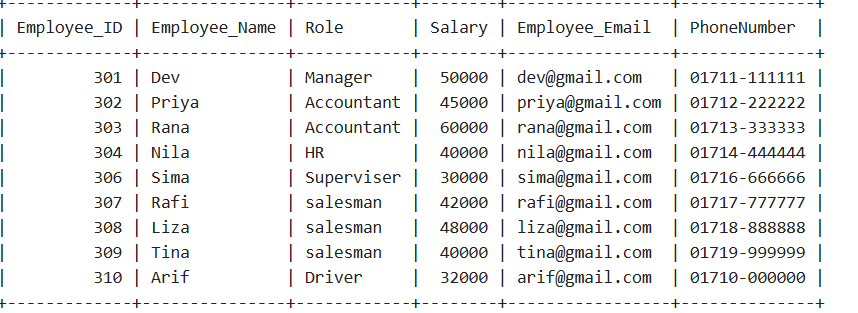 +-------------+---------------+------------+--------+-----------------+--------------+
| Employee_ID | Employee_Name | Role       | Salary | Employee_Email  | PhoneNumber  |
+-------------+---------------+------------+--------+-----------------+--------------+
|         301 | Dev           | Manager    |  50000 | dev@gmail.com   | 01711-111111 |
|         302 | Priya         | Accountant |  45000 | priya@gmail.com | 01712-222222 |
|         303 | Rana          | Accountant |  60000 | rana@gmail.com  | 01713-333333 |
|         304 | Nila          | HR         |  40000 | nila@gmail.com  | 01714-444444 |
|         306 | Sima          | Superviser |  30000 | sima@gmail.com  | 01716-666666 |
|         307 | Rafi          | salesman   |  42000 | rafi@gmail.com  | 01717-777777 |
|         308 | Liza          | salesman   |  48000 | liza@gmail.com  | 01718-888888 |
|         309 | Tina          | salesman   |  40000 | tina@gmail.com  | 01719-999999 |
|         310 | Arif          | Driver     |  32000 | arif@gmail.com  | 01710-000000 |
+-------------+---------------+------------+--------+-----------------+--------------+